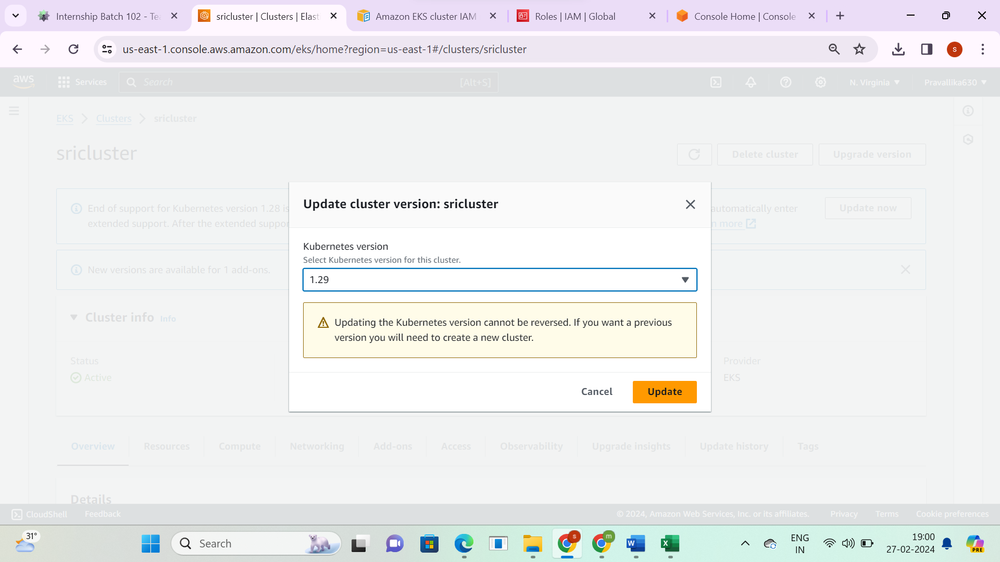 Internship Batch 102 - Tea
sricluster | Clusters | Elast
Amazon EKS cluster IAM
Roles | IAM | Global
Console Home | Console
us-east-1.console.aws.amazon.com/eks/home?region=us-east-1#/clusters/sricluster
s
aws
Services
Search
[Alt+S]
N. Virginia
Pravallika630
EKS
Clusters
sricluster
sricluster
Delete cluster
Upgrade version
End of support for Kubernetes version 1.28 is
automatically enter
Update now
extended support. After the extended suppor
n more
New versions are available for 1 add-ons.
Update cluster version: sricluster
Kubernetes version
Select Kubernetes version for this cluster.
1.29
Updating the Kubernetes version cannot be reversed. If you want a previous
version you will need to create a new cluster.
Cancel
Update
Cluster info
Info
Status
Active
Provider
EKS
Overview
Resources
Compute
Networking
Add-ons
Access
Observability
Upgrade insights
Update history
Tags
Details
CloudShell
Feedback
© 2024, Amazon Web Services, Inc. or its affiliates.
Privacy
Terms
Cookie preferences
31°
Search
s
m
W
X
ENG
IN
19:00
27-02-2024
PRE